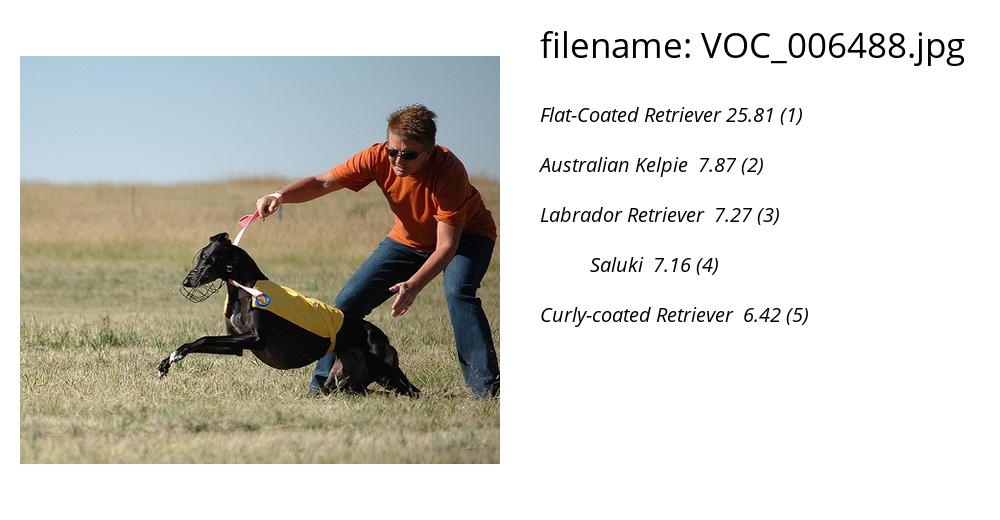 filename: VOC_006488.jpg
Flat-Coated Retriever 25.81 (1)
Australian Kelpie 7.87 (2)
Labrador Retriever 7.27 (3)
Saluki 7.16 (4)
Curly-coated Retriever 6.42 (5)